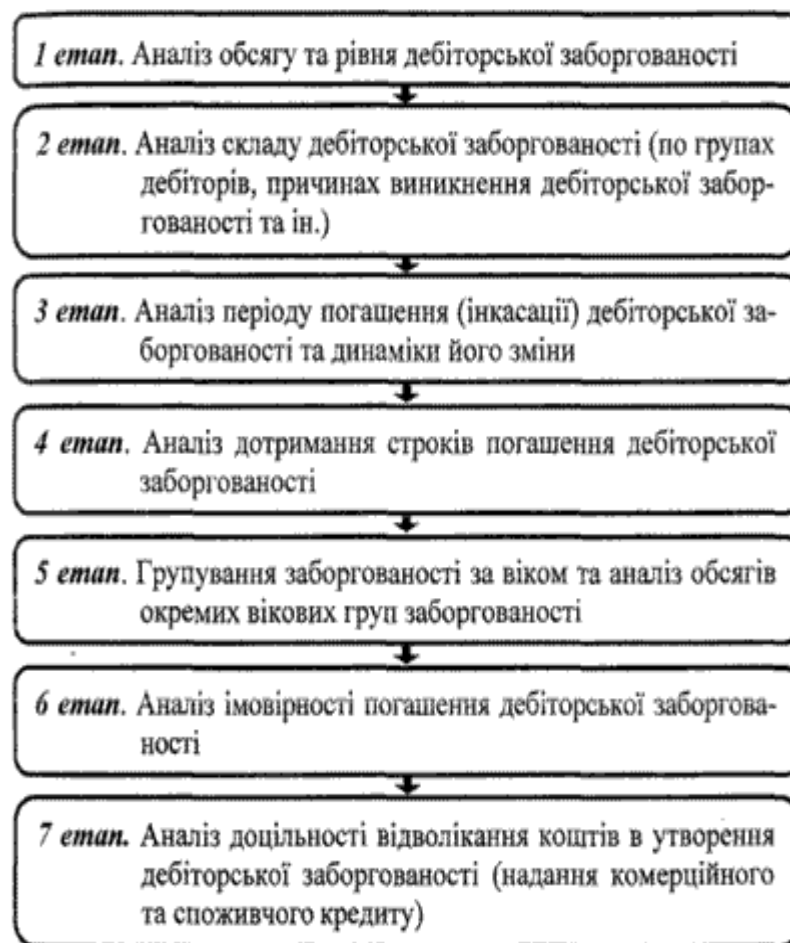 1 етап. Аналіз обсягу та рівня дебіторської заборгованості
2 етап. Аналіз складу дебіторської заборгованості (по групах
дебіторів, причинах виникнення дебіторської забор-
гованості та ін.)
3 етап. Аналіз періоду погашення (інкасації) дебіторської за-
боргованості та динаміки його зміни
4 етап. Аналіз дотримання строків погашення дебіторської
заборгованості
5 етап. Групування заборгованості за віком та аналіз обсягів
окремих вікових груп заборгованості
6 етап. Аналіз імовірності погашення дебіторської заборгова-
ності
7 етап. Аналіз доцільності відволікання коштів в утворення
дебіторської заборгованості (надання комерційного
та споживчого кредиту)